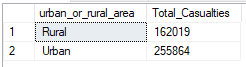 urban_or_rural_area Total_Casualties
1 Rural 162019
2 Urban 255864